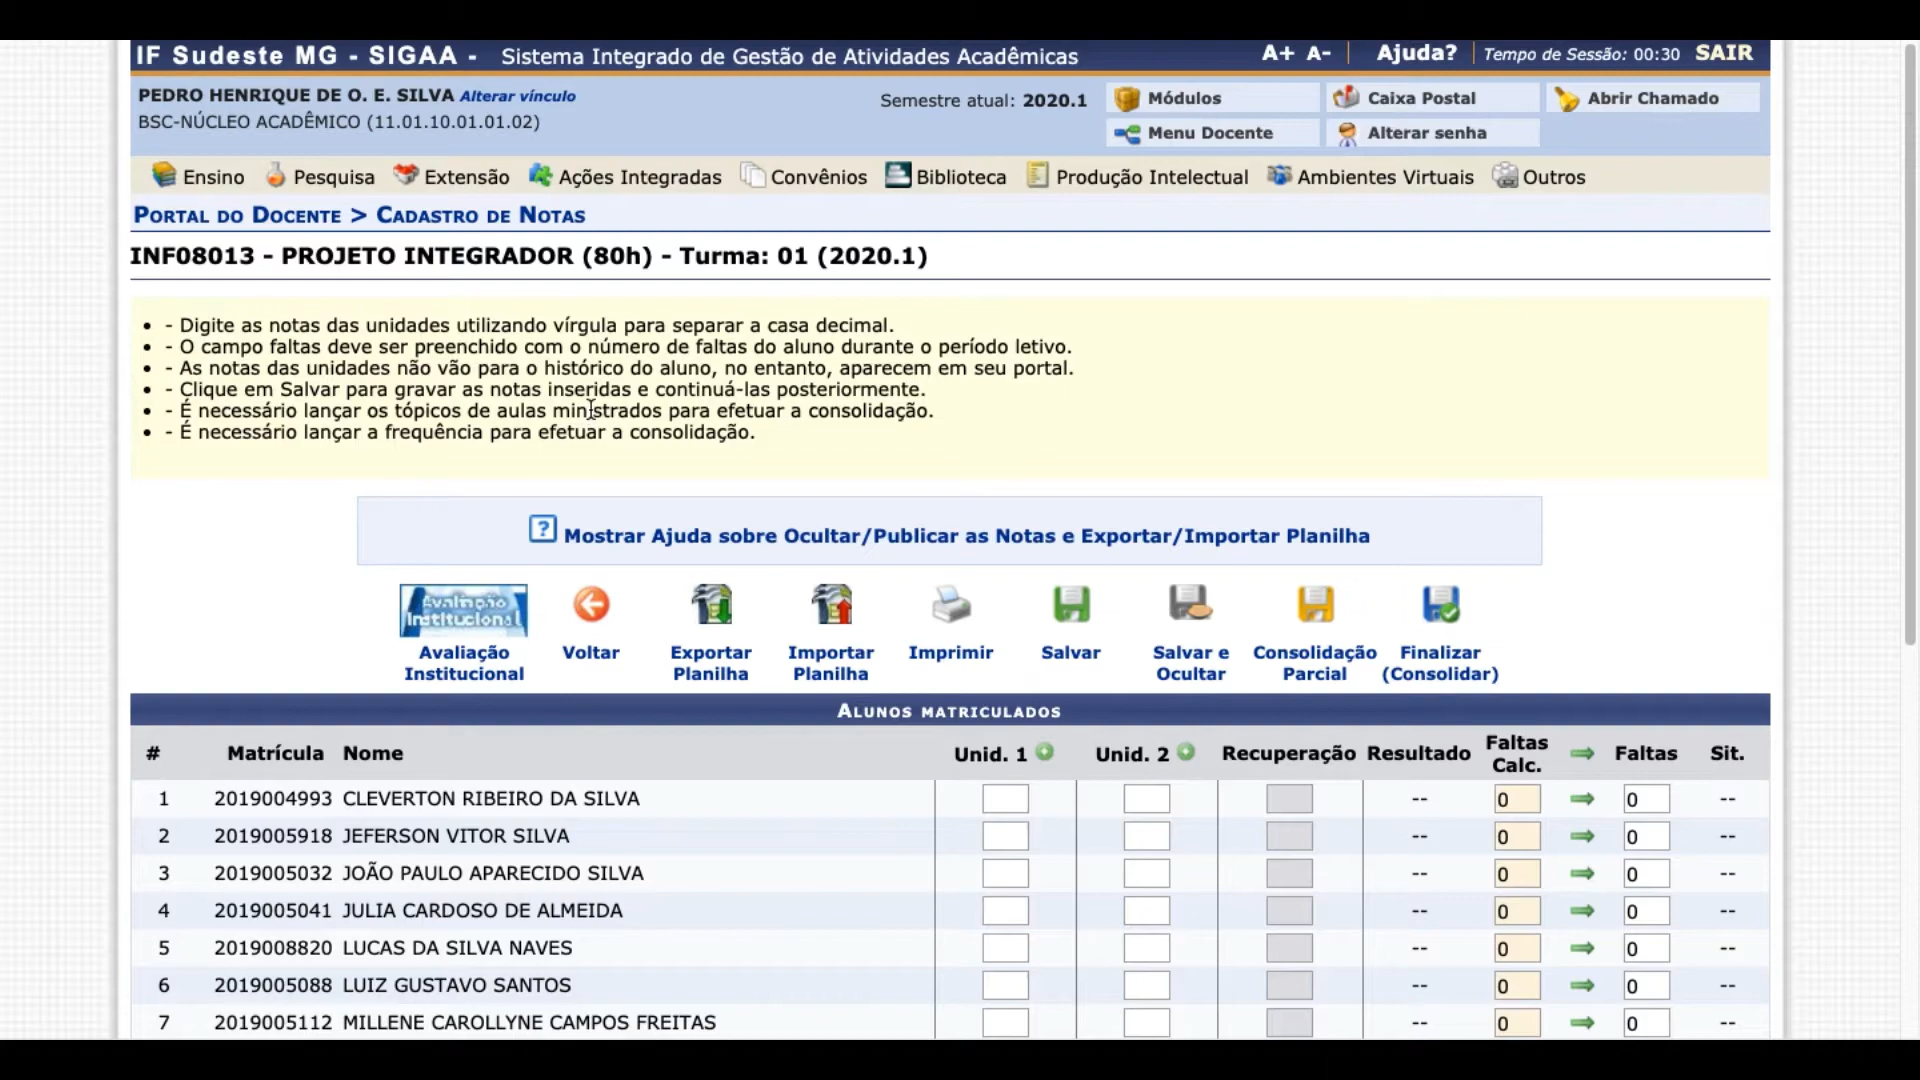 IF Sudeste MG - SIGAA - Sistema Integrado de Gestão de Atividades Acadêmicas A+ A- Ajuda? Tempo de Sessão: 00:30 SAIR
PEDRO HENRIQUE DE O. E. SILVA Alterar vínculo
BSC-NÚCLEO ACADÊMICO (11.01.10.01.01.02)
Semestre atual: 2020.1
Módulos Caixa Postal Abrir Chamado
Menu Docente Alterar senha
Ensino Pesquisa Extensão Ações Integradas Convênios Biblioteca Produção Intelectual Ambientes Virtuais Outros
PORTAL DO DOCENTE > CADASTRO DE NOTAS
INF08013 - PROJETO INTEGRADOR (80h) - Turma: 01 (2020.1)
• - Digite as notas das unidades utilizando vírgula para separar a casa decimal.
• - O campo faltas deve ser preenchido com o número de faltas do aluno durante o período letivo.
• - As notas das unidades não vão para o histórico do aluno, no entanto, aparecem em seu portal.
• - Clique em Salvar para gravar as notas inseridas e continuá-las posteriormente.
• - É necessário lançar os tópicos de aulas ministrados para efetuar a consolidação.
• - É necessário lançar a frequência para efetuar a consolidação.
? Mostrar Ajuda sobre Ocultar/Publicar as Notas e Exportar/Importar Planilha
Avaliação
Institucional
Avaliação
Institucional
Voltar
Exportar
Planilha
Importar
Planilha
Imprimir
Salvar
Salvar e
Ocultar
Consolidação
Parcial
Finalizar
(Consolidar)
ALUNOS MATRICULADOS
# Matrícula Nome Unid. 1 Unid. 2 Recuperação Resultado Faltas Calc. Faltas Sit.
1 2019004993 CLEVERTON RIBEIRO DA SILVA -- 0 0 --
2 2019005918 JEFERSON VITOR SILVA -- 0 0 --
3 2019005032 JOÃO PAULO APARECIDO SILVA -- 0 0 --
4 2019005041 JULIA CARDOSO DE ALMEIDA -- 0 0 --
5 2019008820 LUCAS DA SILVA NAVES -- 0 0 --
6 2019005088 LUIZ GUSTAVO SANTOS -- 0 0 --
7 2019005112 MILLENE CAROLLYNE CAMPOS FREITAS -- 0 0 --